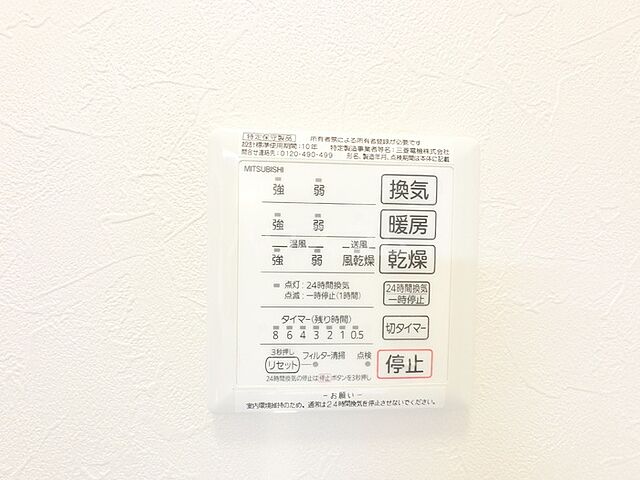 特定保守製品 所有者票による所有者登録が必要です
設計標準使用期間:10年 特定製造事業者等名:三菱電機株式会社
問合せ連絡先:0120-490-499 形名、製造年月、点検期間は本体に記載
MITSUBISHI
強 弱 換気
強 弱 暖房
温風 送風
強 弱 風乾燥 乾燥
点灯:24時間換気
点滅:一時停止(1時間)
24時間換気
一時停止
タイマー(残り時間)
8 6 4 3 2 1 0.5
切タイマー
3秒押し
リセット フィルター清掃 点検 停止
24時間換気の停止は停止ボタンを3秒押し
-お願い-
室内環境維持のため、通常は24時間換気を停止させないでください。